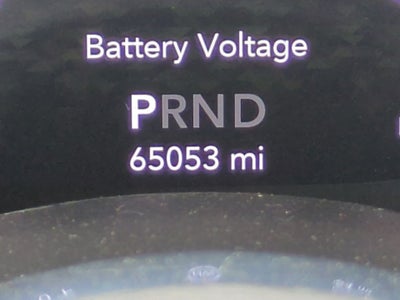 Battery Voltage
PRND
65053 mi